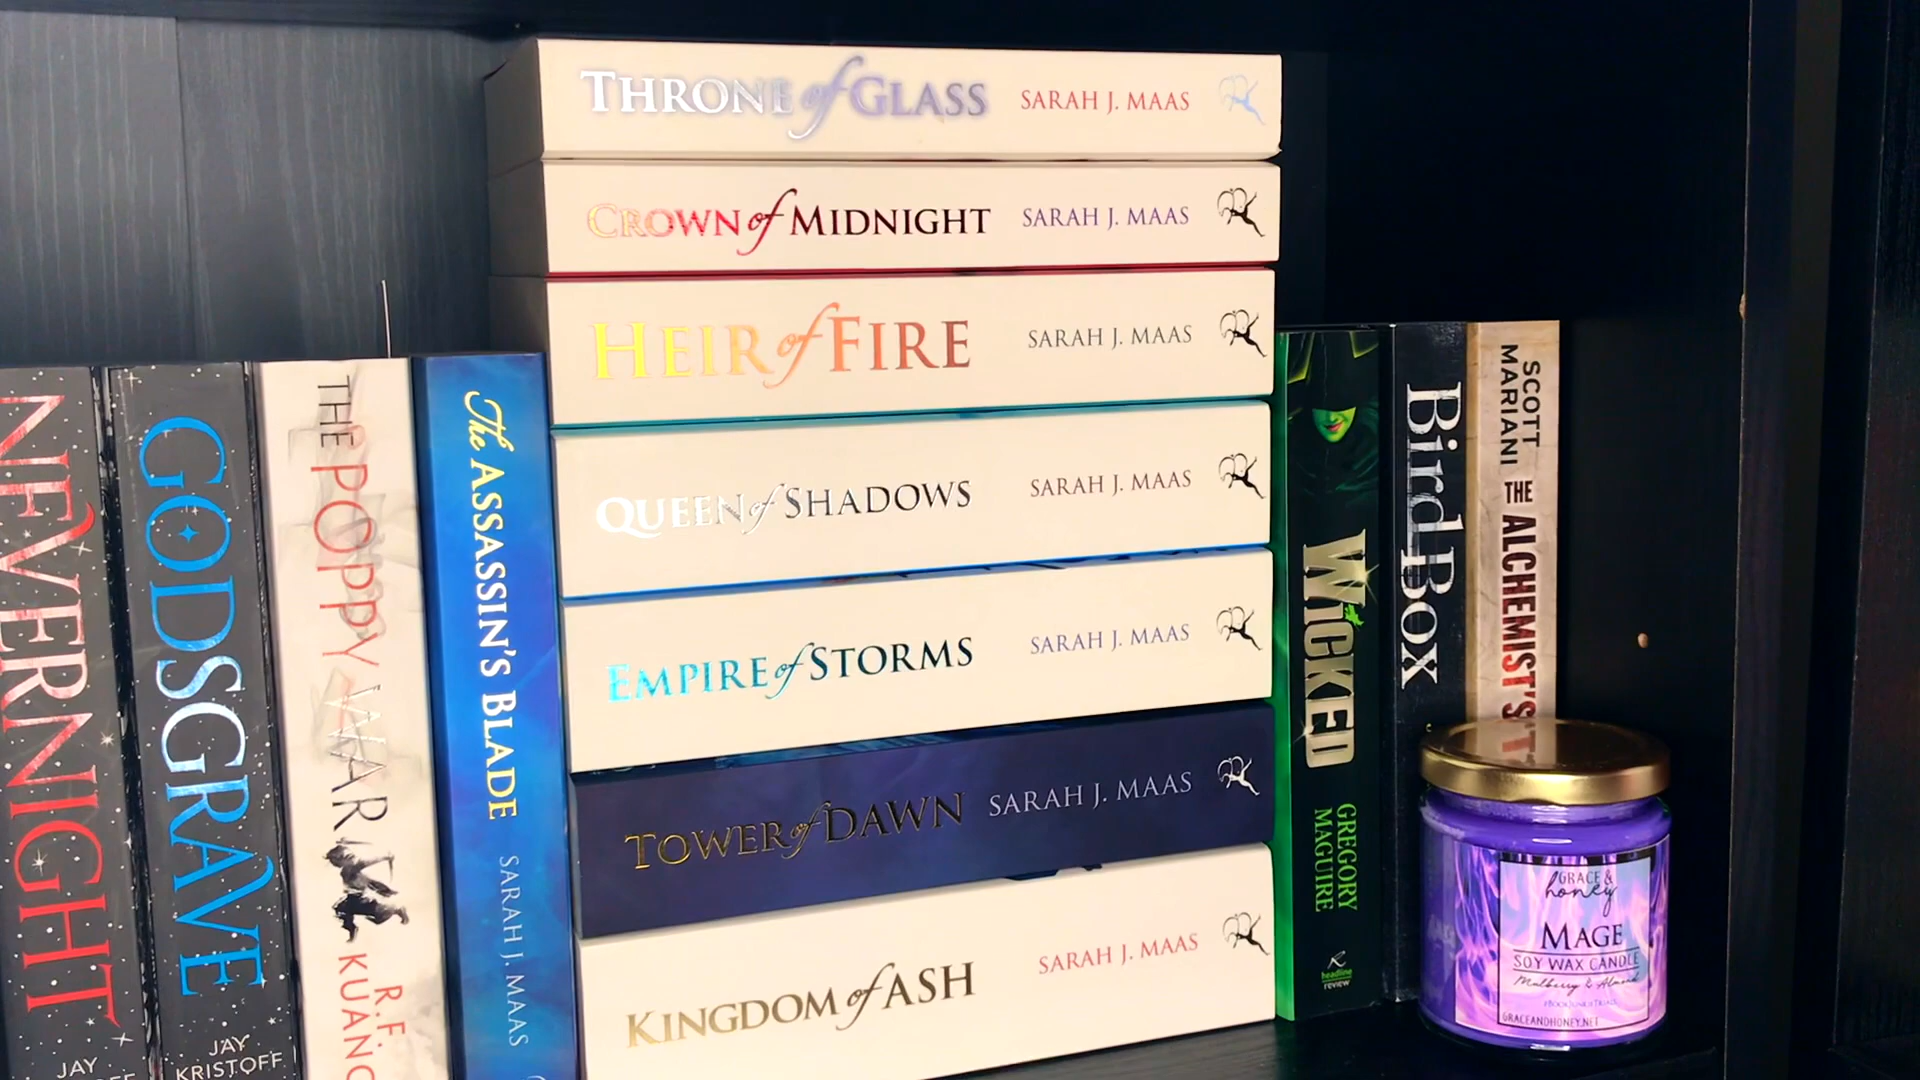 NEVERNIGHT
JAY
GODSGRAVE
JAY
KRISTOFF
THE POPPY WAR
R.F.
KUANG
The ASSASSIN'S BLADE
SARAH J. MAAS
THRONE of GLASS SARAH J. MAAS
CROWN of MIDNIGHT SARAH J. MAAS
HEIR of FIRE SARAH J. MAAS
QUEEN of SHADOWS SARAH J. MAAS
EMPIRE of STORMS SARAH J. MAAS
TOWER of DAWN SARAH J. MAAS
KINGDOM of ASH SARAH J. MAAS
WICKED
GREGORY
MAGUIRE
headline
review
Bird Box
SCOTT
MARIANI
THE ALCHEMIST'S
GRACE &
honey
MAGE
SOY WAX CANDLE
Mulberry & Almond
GRACEANDHONEY.NET